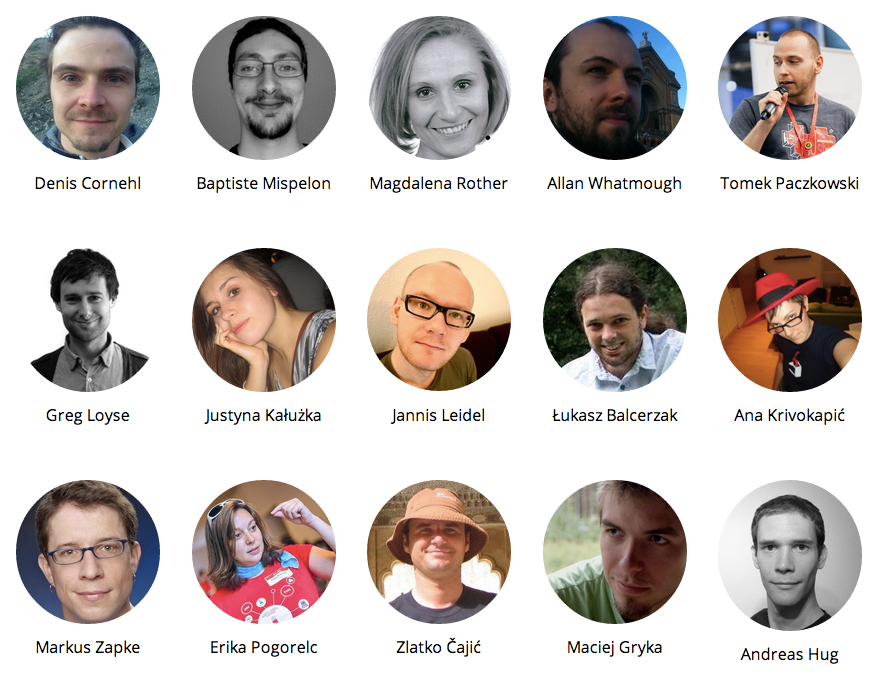 Denis Cornehl
Baptiste Mispelon
Magdalena Rother
Allan Whatmough
Tomek Paczkowski
Greg Loyse
Justyna Kałużka
Jannis Leidel
Łukasz Balcerzak
Ana Krivokapić
Markus Zapke
Erika Pogorelc
Zlatko Čajić
Maciej Gryka
Andreas Hug